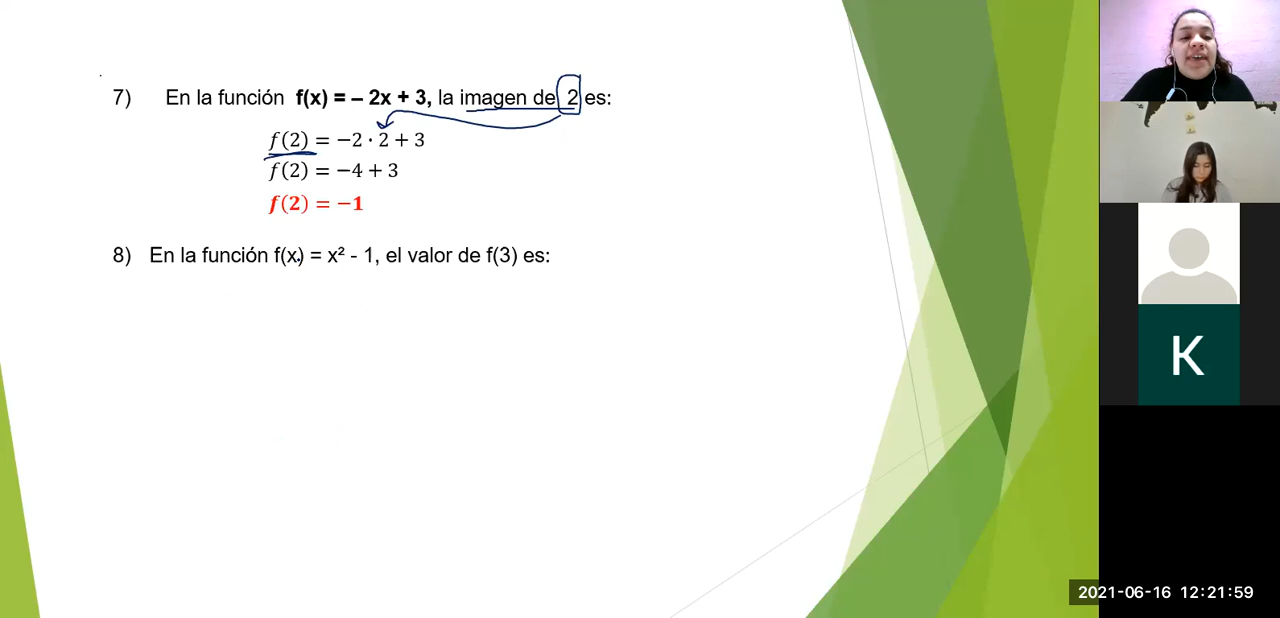 7) En la función f(x) = – 2x + 3, la imagen de 2 es:
f(2) = −2 · 2 + 3
f(2) = −4 + 3
f(2) = −1
8) En la función f(x) = x² - 1, el valor de f(3) es:
K
2021-06-16 12:21:59